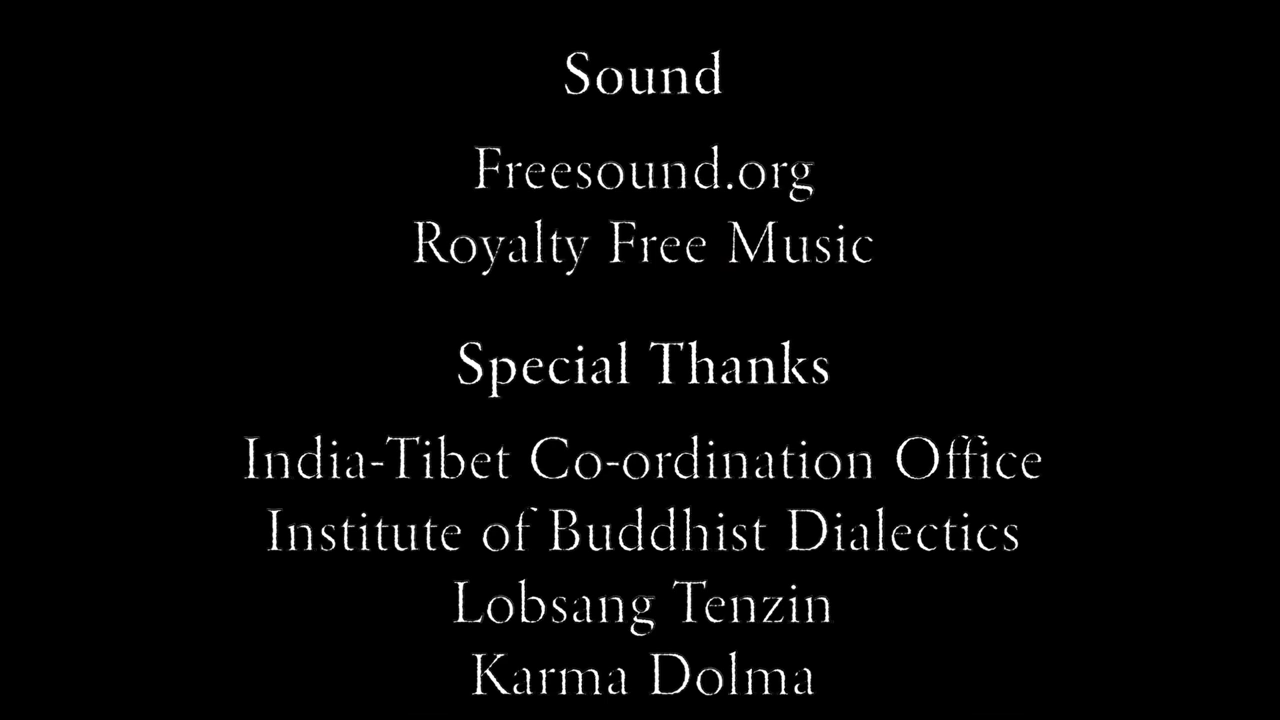 Sound
Freesound.org
Royalty Free Music
Special Thanks
India-Tibet Co-ordination Office
Institute of Buddhist Dialectics
Lobsang Tenzin
Karma Dolma